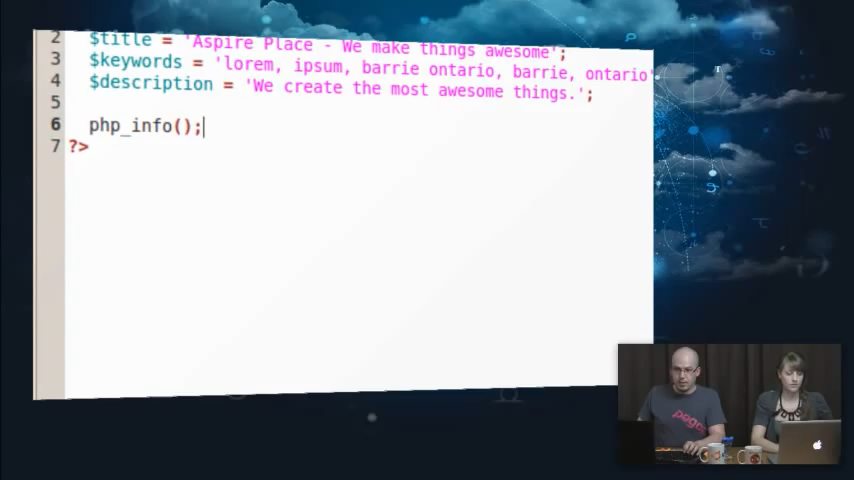 2 $title = 'Aspire Place - We make things awesome';
3 $keywords = 'lorem, ipsum, barrie ontario, barrie, ontario'
4 $description = 'We create the most awesome things.';
5
6 php_info();
7 ?>